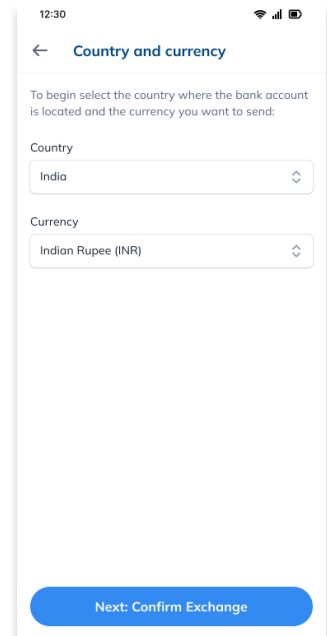 12:30
Country and currency
To begin select the country where the bank account
is located and the currency you want to send:
Country
India
Currency
Indian Rupee (INR)
Next: Confirm Exchange